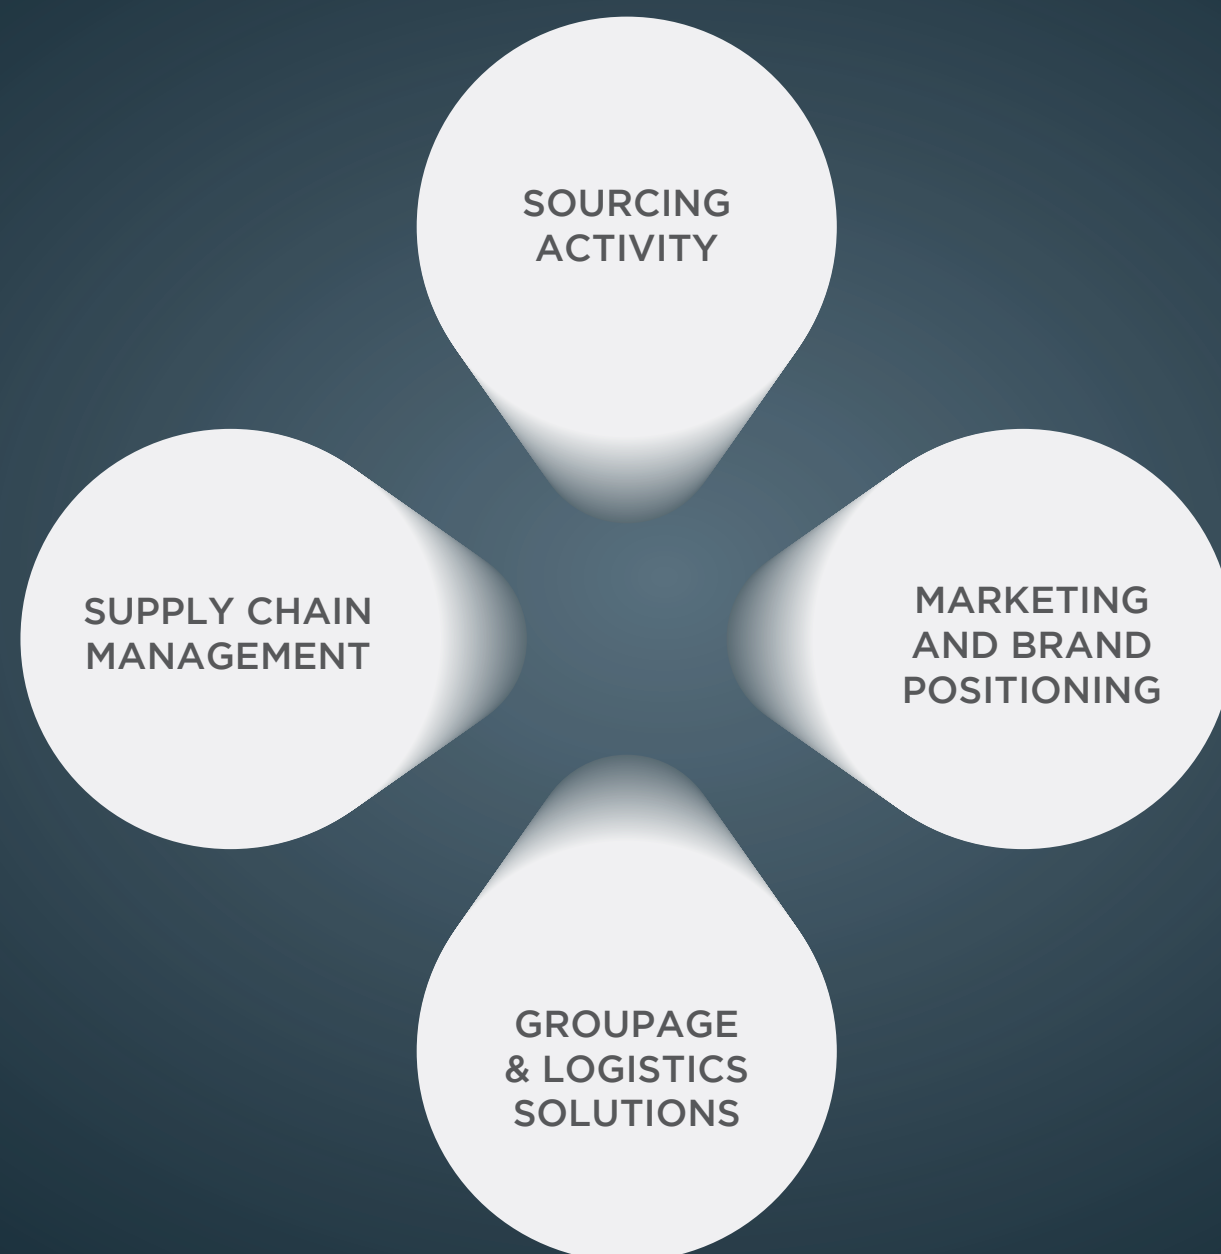 SOURCING
ACTIVITY
SUPPLY CHAIN
MANAGEMENT
MARKETING
AND BRAND
POSITIONING
GROUPAGE
& LOGISTICS
SOLUTIONS